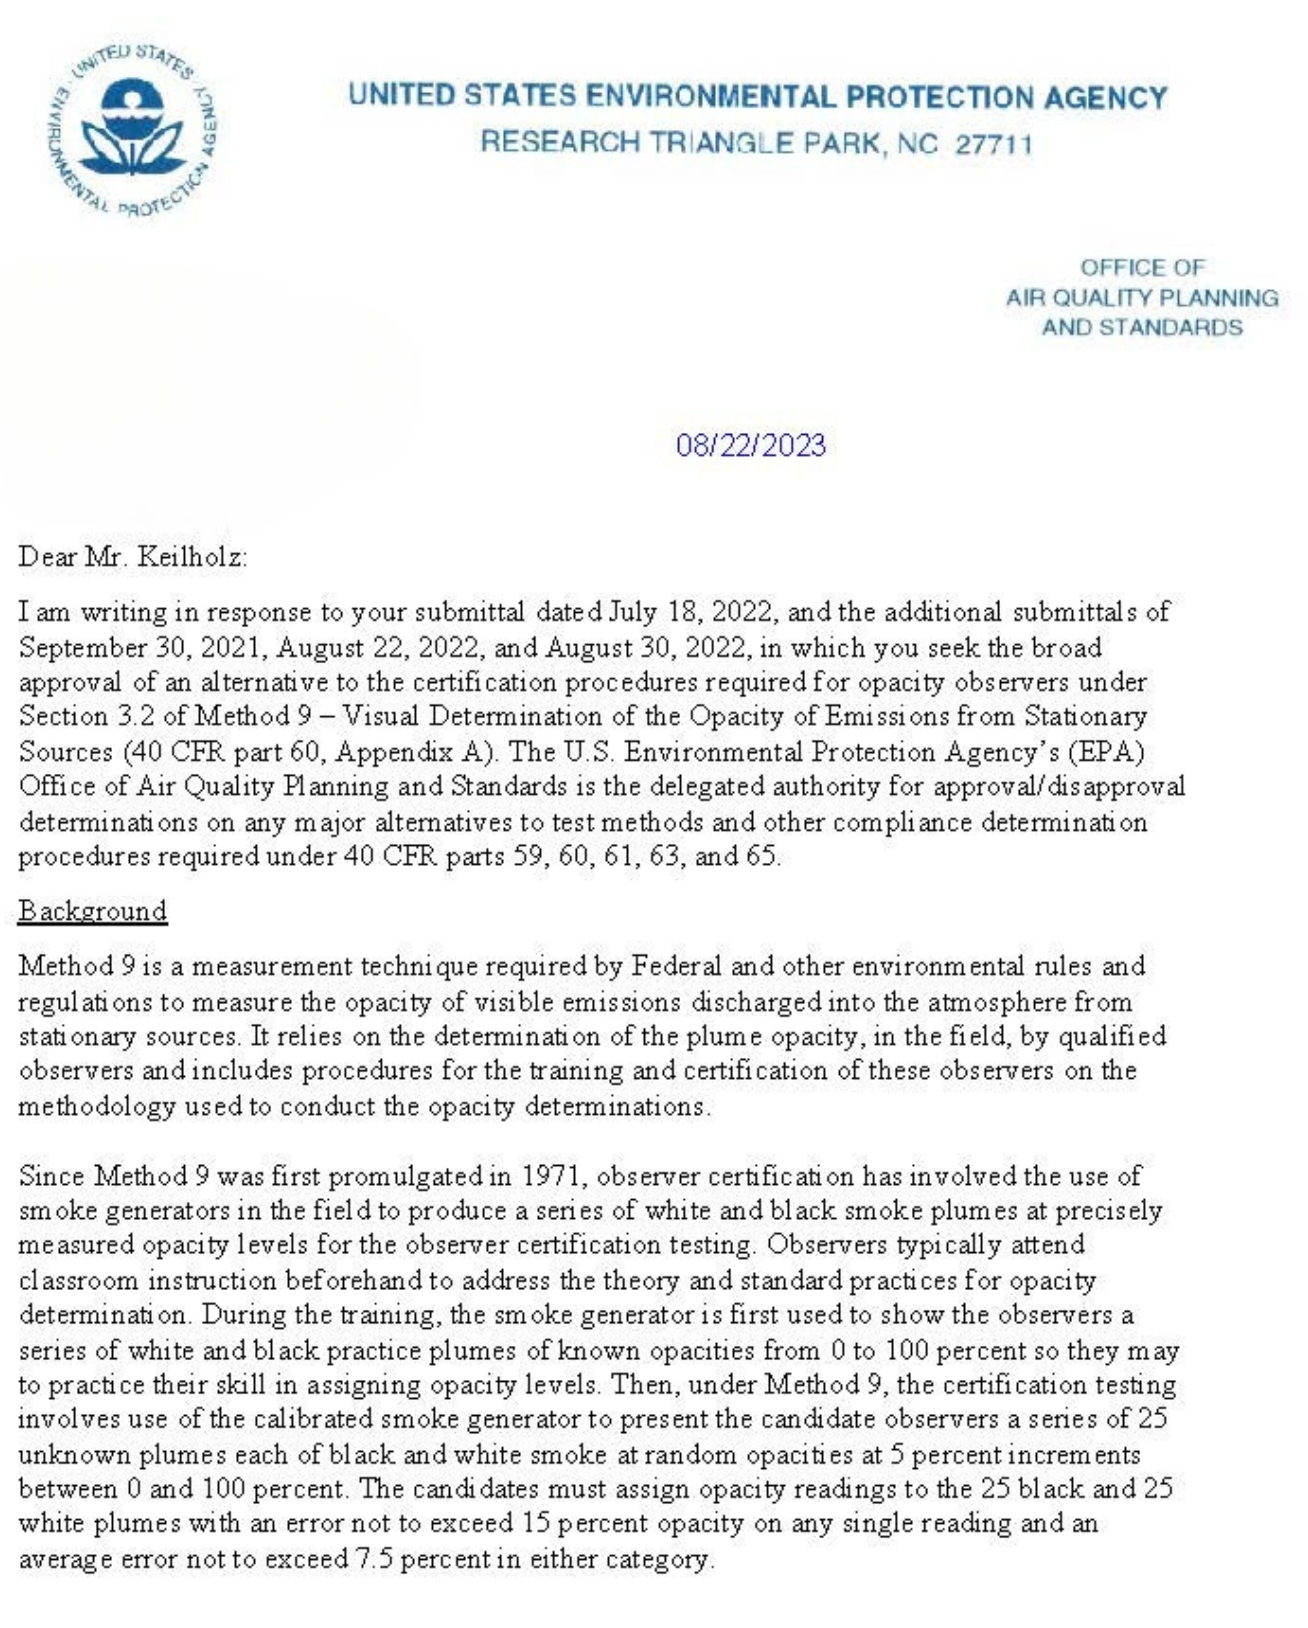 UNITED STATES
ENVIRONMENTAL PROTECTION AGENCY
UNITED STATES ENVIRONMENTAL PROTECTION AGENCY
RESEARCH TRIANGLE PARK, NC 27711
OFFICE OF
AIR QUALITY PLANNING
AND STANDARDS
08/22/2023
Dear Mr. Keilholz:
I am writing in response to your submittal dated July 18, 2022, and the additional submittals of
September 30, 2021, August 22, 2022, and August 30, 2022, in which you seek the broad
approval of an alternative to the certification procedures required for opacity observers under
Section 3.2 of Method 9 – Visual Determination of the Opacity of Emissions from Stationary
Sources (40 CFR part 60, Appendix A). The U.S. Environmental Protection Agency’s (EPA)
Office of Air Quality Planning and Standards is the delegated authority for approval/disapproval
determinations on any major alternatives to test methods and other compliance determination
procedures required under 40 CFR parts 59, 60, 61, 63, and 65.
Background
Method 9 is a measurement technique required by Federal and other environmental rules and
regulations to measure the opacity of visible emissions discharged into the atmosphere from
stationary sources. It relies on the determination of the plume opacity, in the field, by qualified
observers and includes procedures for the training and certification of these observers on the
methodology used to conduct the opacity determinations.
Since Method 9 was first promulgated in 1971, observer certification has involved the use of
smoke generators in the field to produce a series of white and black smoke plumes at precisely
measured opacity levels for the observer certification testing. Observers typically attend
classroom instruction beforehand to address the theory and standard practices for opacity
determination. During the training, the smoke generator is first used to show the observers a
series of white and black practice plumes of known opacities from 0 to 100 percent so they may
to practice their skill in assigning opacity levels. Then, under Method 9, the certification testing
involves use of the calibrated smoke generator to present the candidate observers a series of 25
unknown plumes each of black and white smoke at random opacities at 5 percent increments
between 0 and 100 percent. The candidates must assign opacity readings to the 25 black and 25
white plumes with an error not to exceed 15 percent opacity on any single reading and an
average error not to exceed 7.5 percent in either category.